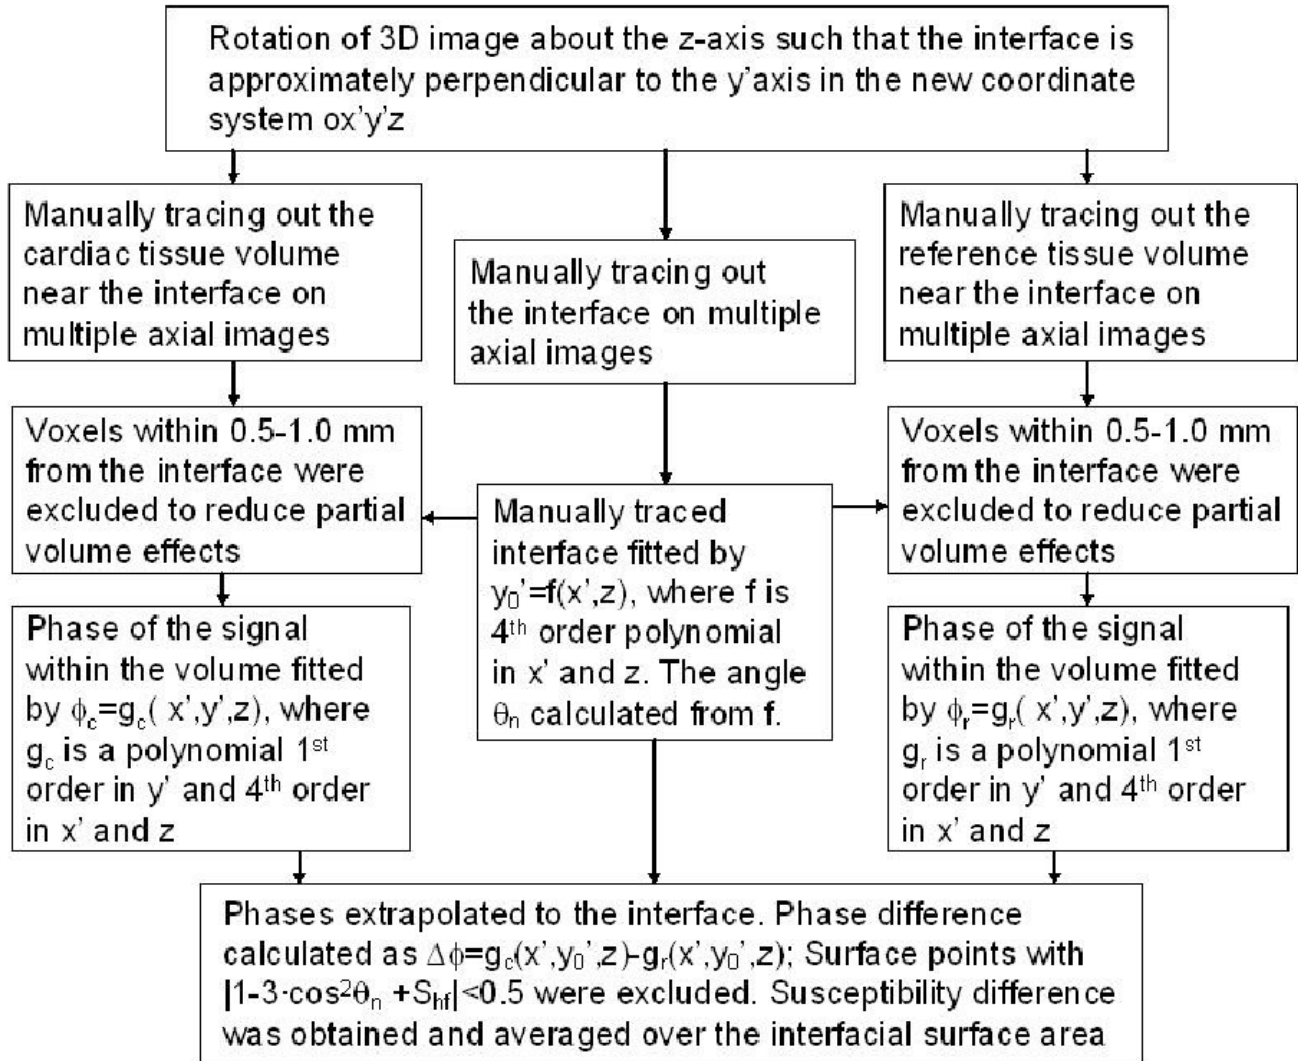 Rotation of 3D image about the z-axis such that the interface is
approximately perpendicular to the y'axis in the new coordinate
system ox'y'z
Manually tracing out the
cardiac tissue volume
near the interface on
multiple axial images
Manually tracing out
the interface on multiple
axial images
Manually tracing out the
reference tissue volume
near the interface on
multiple axial images
Voxels within 0.5-1.0 mm
from the interface were
excluded to reduce partial
volume effects
Manually traced
interface fitted by
y₀'=f(x',z), where f is
4th order polynomial
in x' and z. The angle
θₙ calculated from f.
Voxels within 0.5-1.0 mm
from the interface were
excluded to reduce partial
volume effects
Phase of the signal
within the volume fitted
by ϕc=gc( x',y',z), where
gc is a polynomial 1st
order in y' and 4th order
in x' and z
Phase of the signal
within the volume fitted
by ϕr=gr( x',y',z), where
gr is a polynomial 1st
order in y' and 4th order
in x' and z
Phases extrapolated to the interface. Phase difference
calculated as Δϕ=gc(x',y₀',z)-gr(x',y₀',z); Surface points with
|1-3·cos²θₙ +Shf|<0.5 were excluded. Susceptibility difference
was obtained and averaged over the interfacial surface area